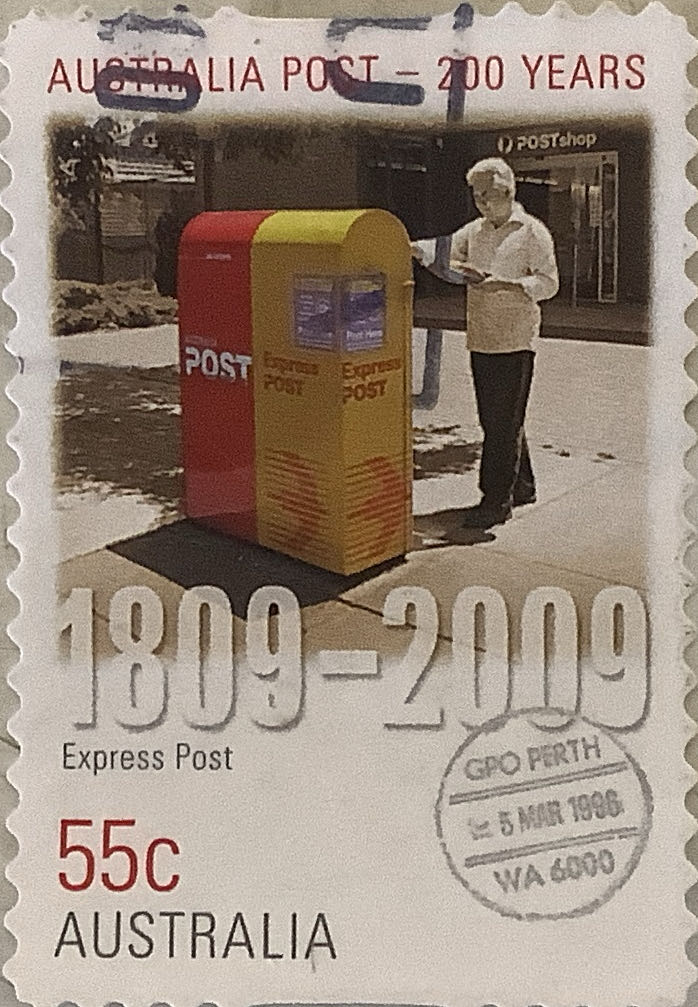 AUSTRALIA POST – 200 YEARS
POSTshop
POST
Express
POST
Express
POST
1809–2009
Express Post
GPO PERTH
5 MAR 1996
WA 6000
55c
AUSTRALIA